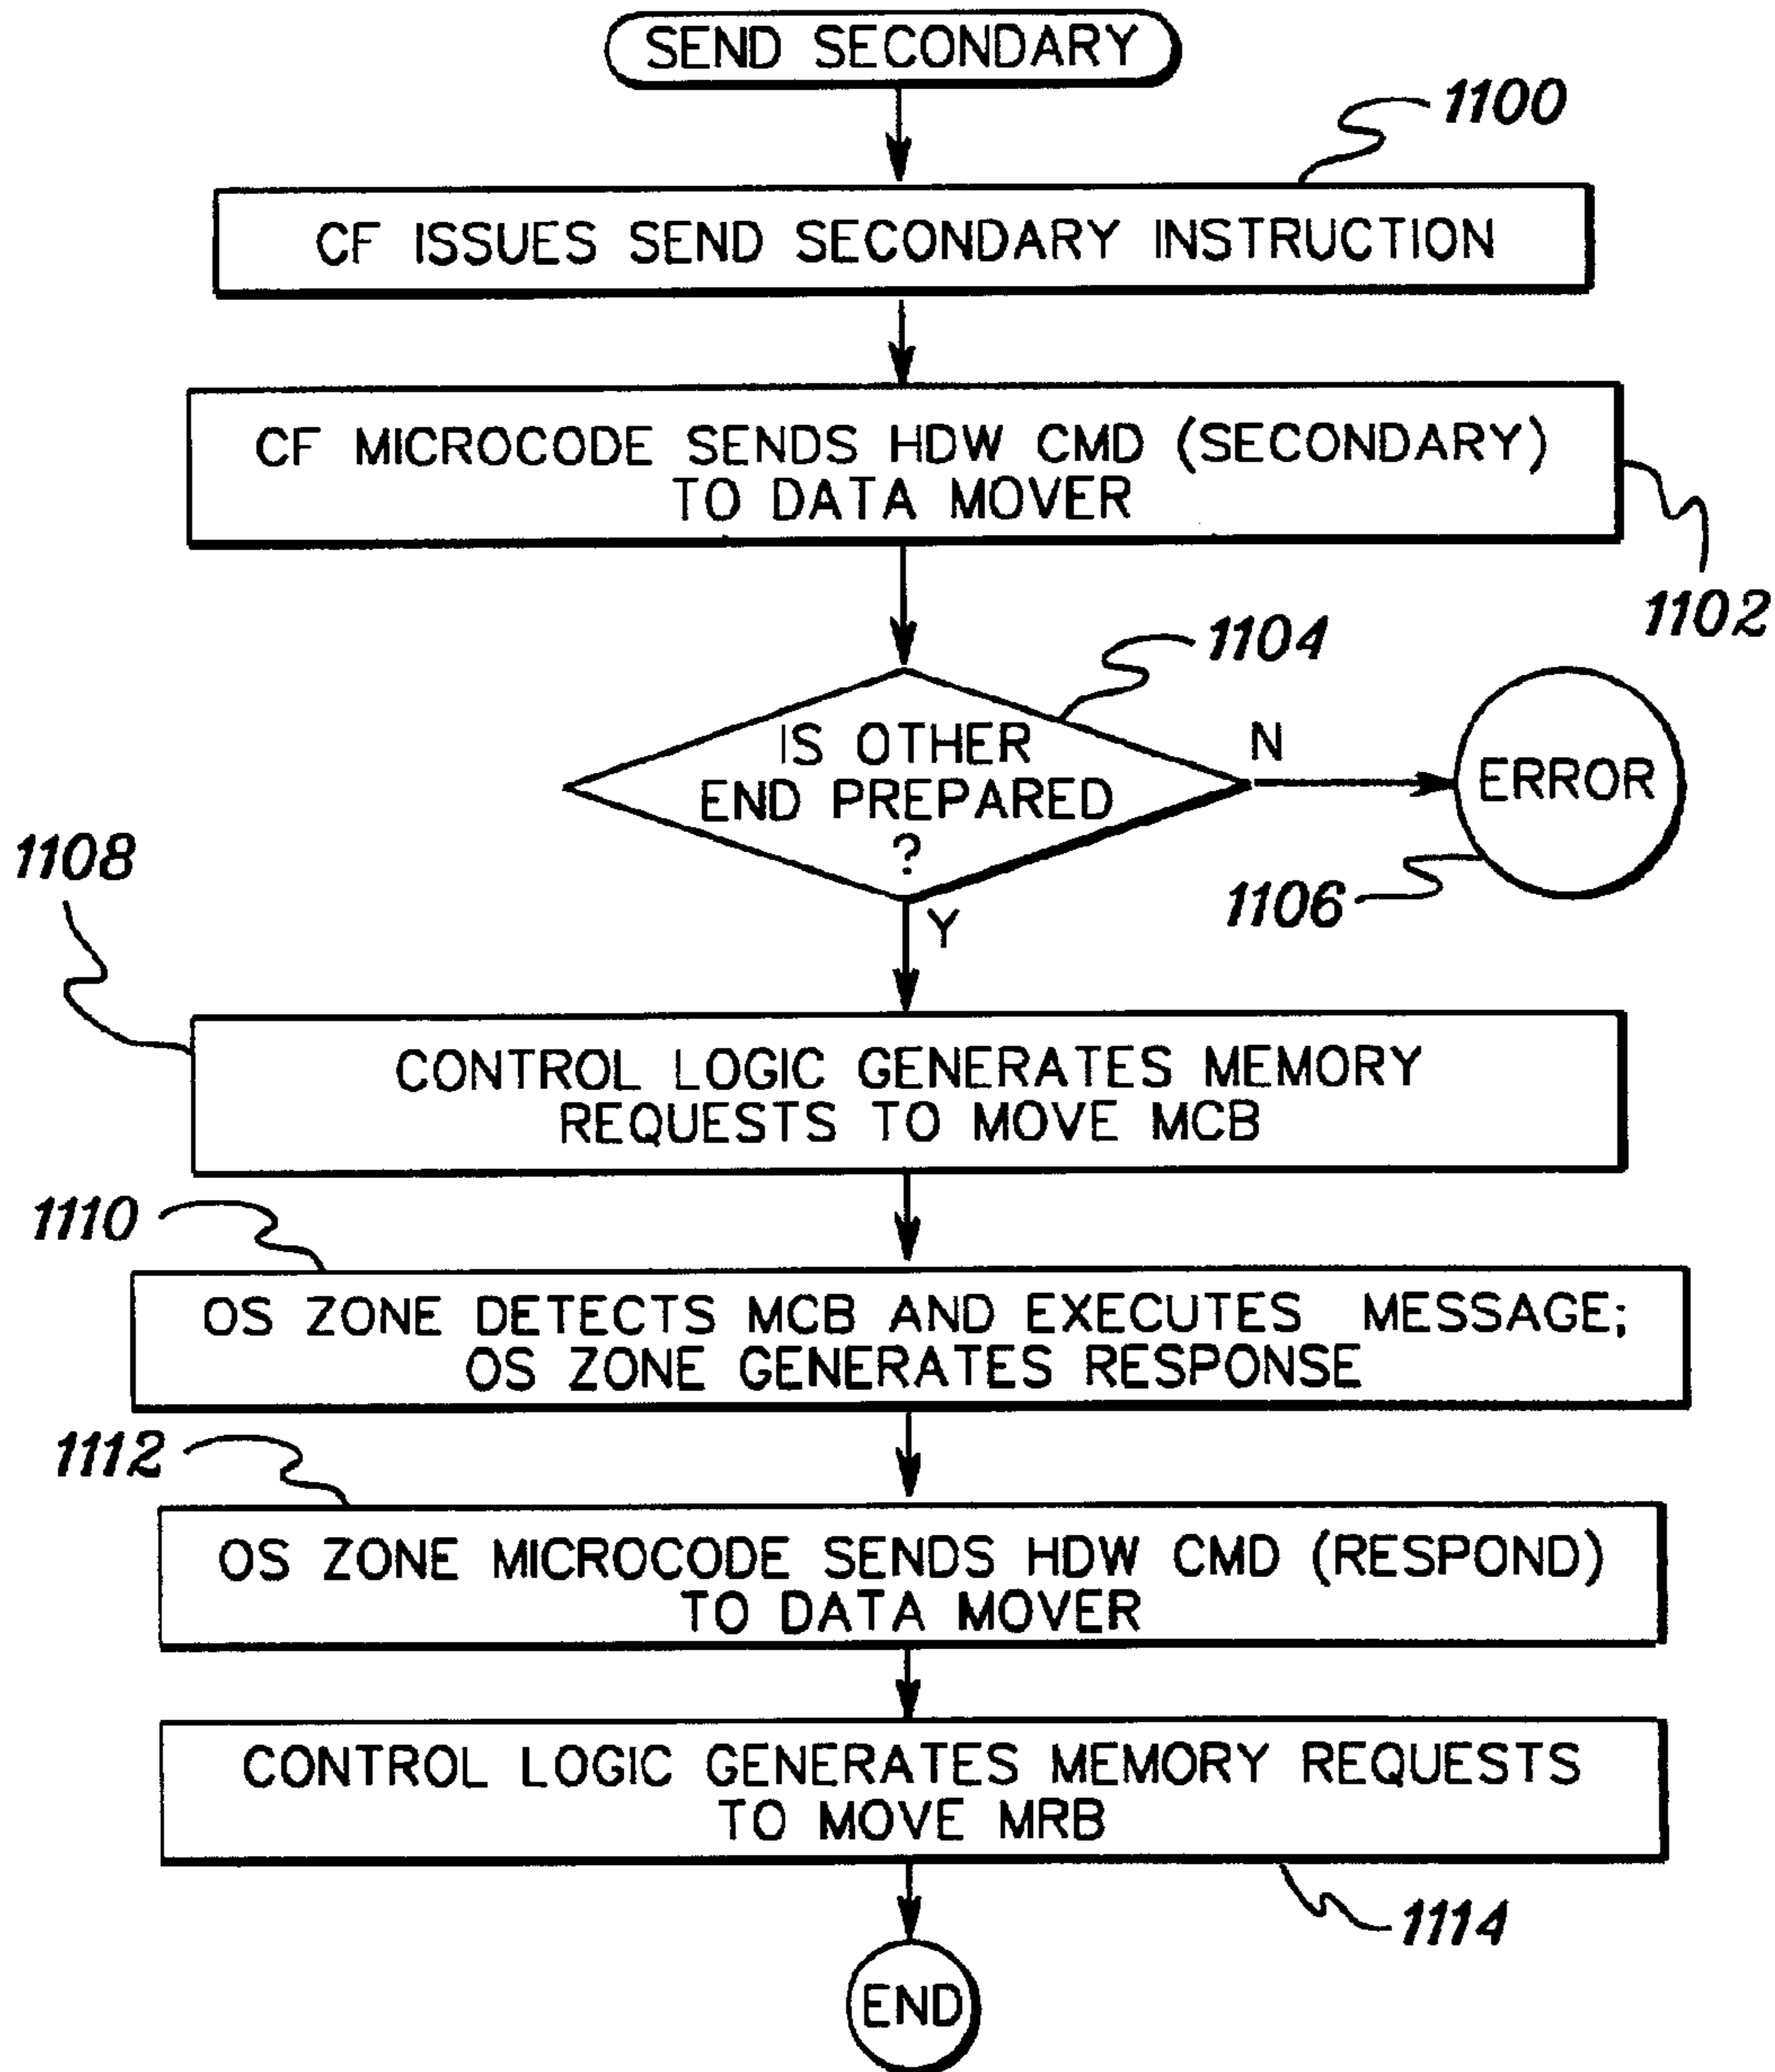 SEND SECONDARY
1100
CF ISSUES SEND SECONDARY INSTRUCTION
CF MICROCODE SENDS HDW CMD (SECONDARY)
TO DATA MOVER
1102
1104
IS OTHER
END PREPARED
?
N
ERROR
1106
Y
1108
CONTROL LOGIC GENERATES MEMORY
REQUESTS TO MOVE MCB
1110
OS ZONE DETECTS MCB AND EXECUTES MESSAGE;
OS ZONE GENERATES RESPONSE
1112
OS ZONE MICROCODE SENDS HDW CMD (RESPOND)
TO DATA MOVER
CONTROL LOGIC GENERATES MEMORY REQUESTS
TO MOVE MRB
1114
END